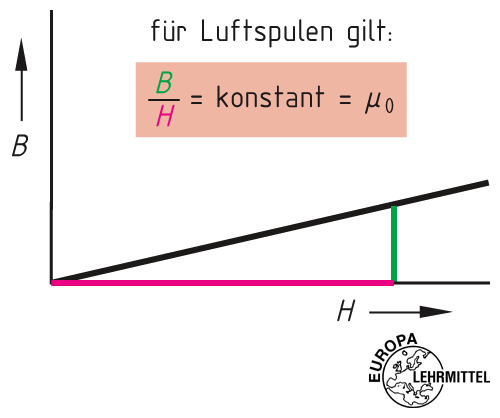 für Luftspulen gilt:
B/H = konstant = μ₀
B
H
EUROPA
LEHRMITTEL